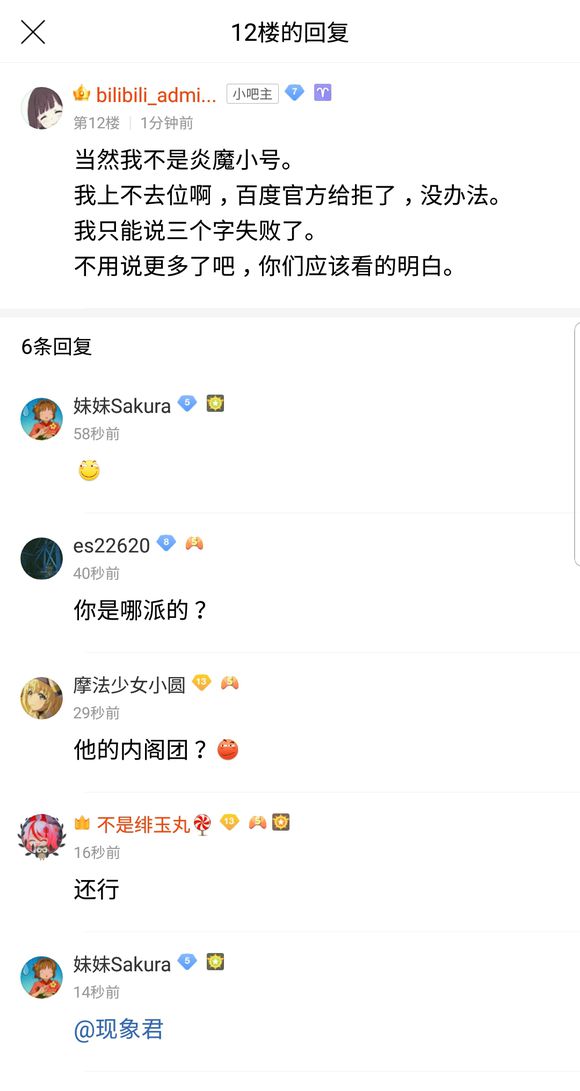 12楼的回复
bilibili_admi... 小吧主 7
第12楼 1分钟前
当然我不是炎魔小号。
我上不去位啊，百度官方给拒了，没办法。
我只能说三个字失败了。
不用说更多了吧，你们应该看的明白。
6条回复
妹妹Sakura 5
58秒前
es22620 8 S
40秒前
你是哪派的？
摩法少女小圆 13 S
29秒前
他的内阁团？
不是绯玉丸 13 S
16秒前
还行
妹妹Sakura 5
14秒前
@现象君